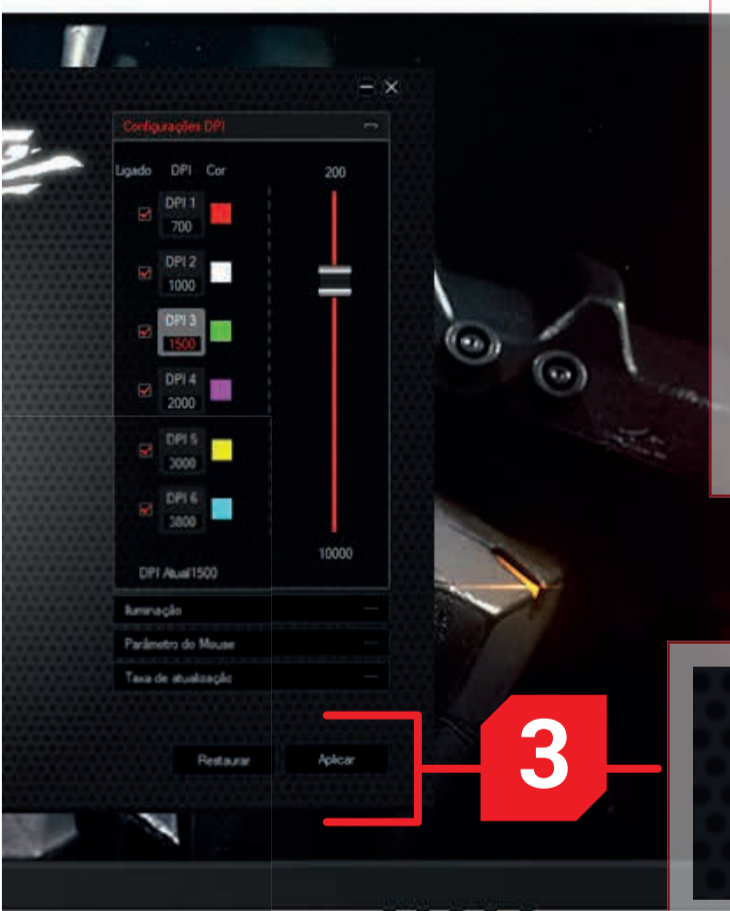 Configurações DPI
Ligado DPI Cor
200
DPI 1
700
DPI 2
1000
DPI 3
1500
DPI 4
2000
DPI 5
3000
DPI 6
3800
10000
DPI Atual1500
Iluminação
Parâmetro do Mouse
Taxa de atualização
Restaurar Aplicar
3